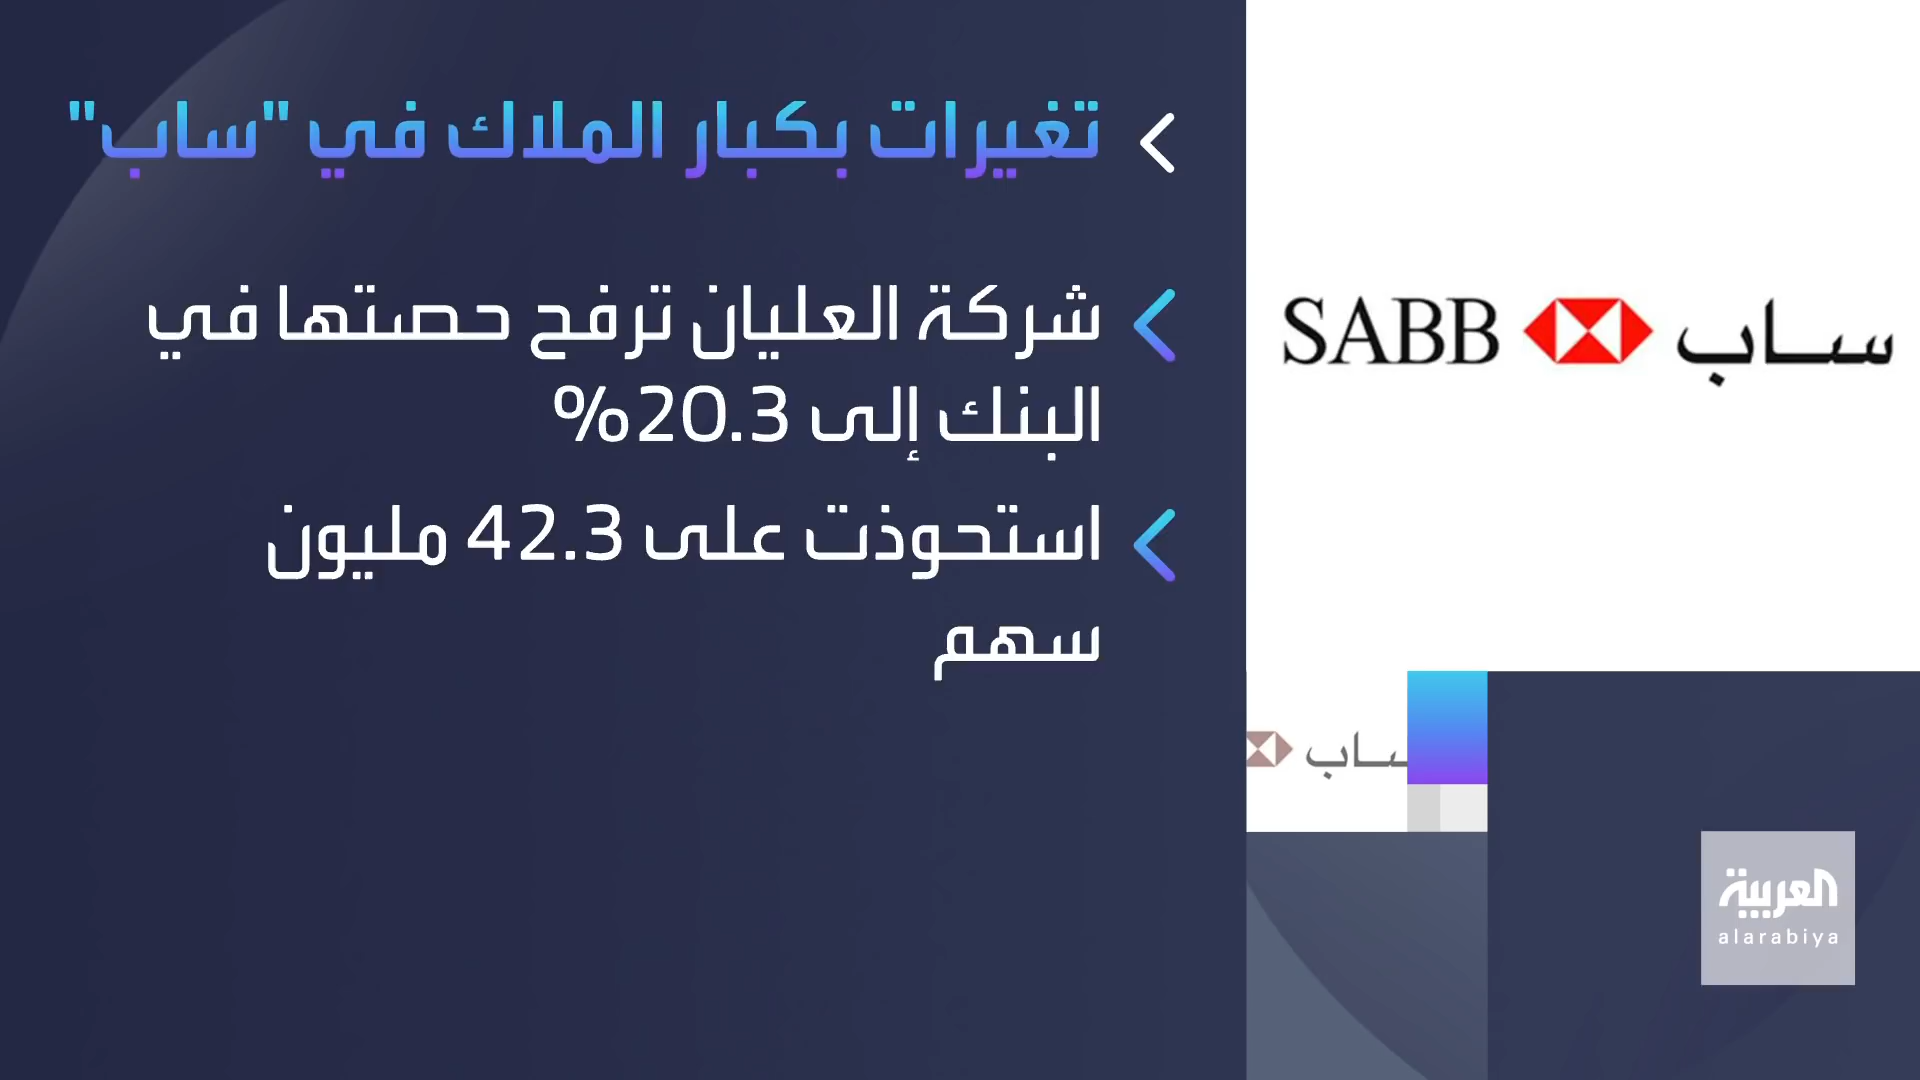 تغيرات بكبار الملاك في "ساب"
شركة العليان ترفح حصتها في
البنك إلى 20.3%
استحوذت على 42.3 مليون
سهم
SABB ساب
ساب
العربية
alarabiya